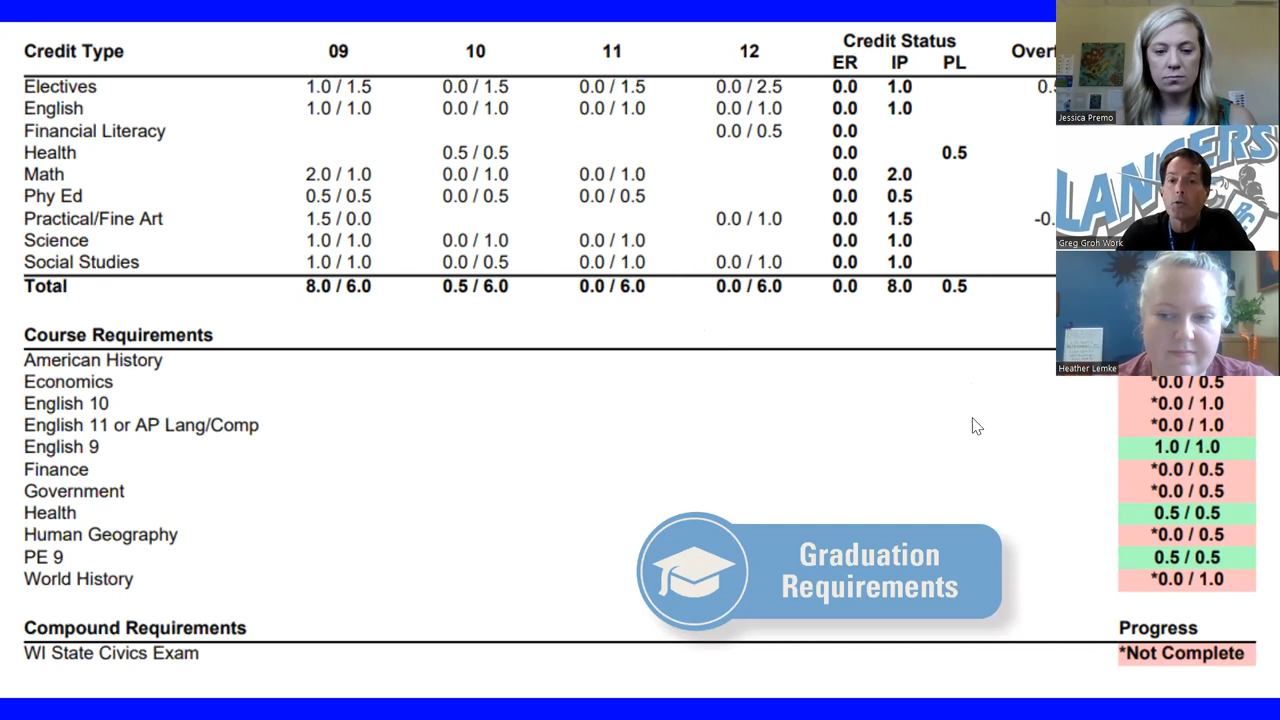 Credit Type 09 10 11 12 Credit Status
ER IP PL
Electives 1.0 / 1.5 0.0 / 1.5 0.0 / 1.5 0.0 / 2.5 0.0 1.0
English 1.0 / 1.0 0.0 / 1.0 0.0 / 1.0 0.0 / 1.0 0.0 1.0
Financial Literacy 0.0 / 0.5 0.0
Health 0.5 / 0.5 0.0 0.5
Math 2.0 / 1.0 0.0 / 1.0 0.0 / 1.0 0.0 2.0
Phy Ed 0.5 / 0.5 0.0 / 0.5 0.0 / 0.5 0.0 0.5
Practical/Fine Art 1.5 / 0.0 0.0 / 1.0 0.0 1.5
Science 1.0 / 1.0 0.0 / 1.0 0.0 / 1.0 0.0 1.0
Social Studies 1.0 / 1.0 0.0 / 0.5 0.0 / 1.0 0.0 / 1.0 0.0 1.0
Total 8.0 / 6.0 0.5 / 6.0 0.0 / 6.0 0.0 / 6.0 0.0 8.0 0.5
Course Requirements
American History
Economics *0.0 / 0.5
English 10 *0.0 / 1.0
English 11 or AP Lang/Comp *0.0 / 1.0
English 9 1.0 / 1.0
Finance *0.0 / 0.5
Government *0.0 / 0.5
Health 0.5 / 0.5
Human Geography *0.0 / 0.5
PE 9 0.5 / 0.5
World History *0.0 / 1.0
Graduation
Requirements
Compound Requirements Progress
WI State Civics Exam *Not Complete
Jessica Premo
LANCERS
Greg Groh Work
Heather Lemke